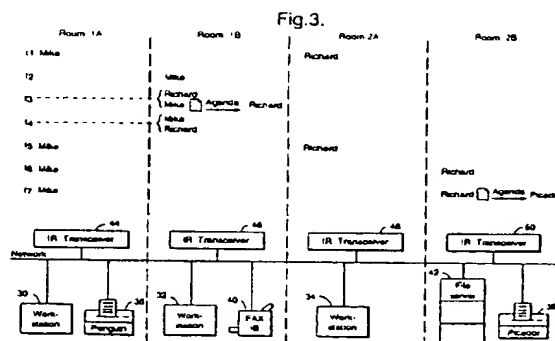 Fig.3.
Room 1A Room 1B Room 2A Room 2B
t1 Mike Richard
t2 Mike
t3 Richard
Mike Agenda Richard
t4 Mike
Richard
t5 Mike Richard
t6 Mike Richard
t7 Mike Richard Agenda Picador
44 46 48 50
IR Transceiver IR Transceiver IR Transceiver IR Transceiver
Network
30 36 32 40 34 42 38
Work-
station
Penguin
Work-
station
FAX
1B
Work-
station
File
server
Picador